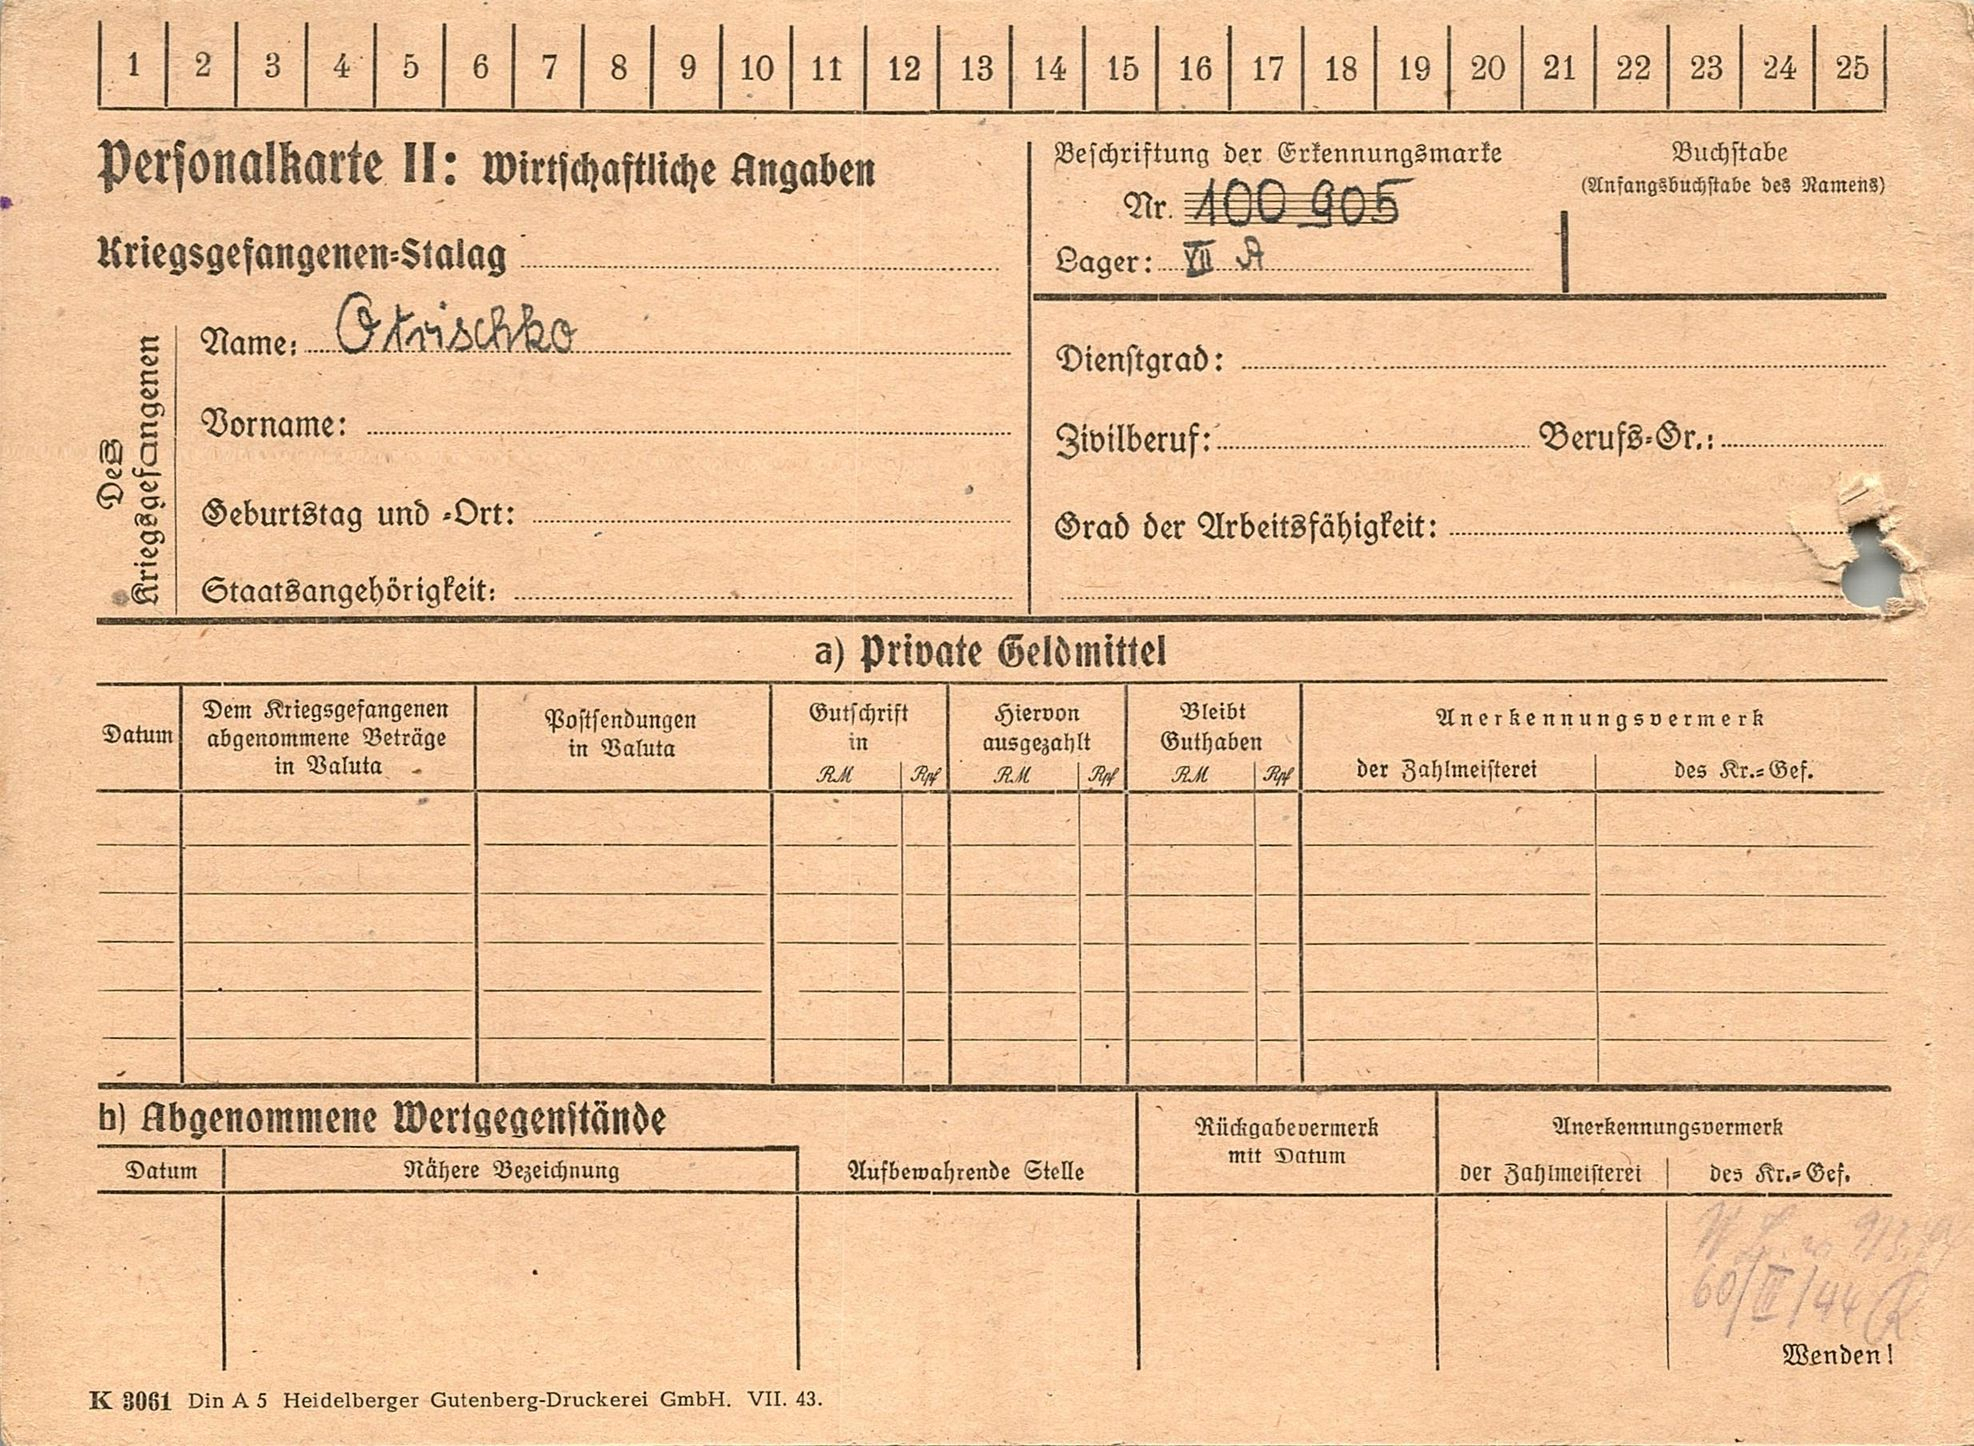 1 2 3 4 5 6 7 8 9 10 11 12 13 14 15 16 17 18 19 20 21 22 23 24 25
Personalkarte II: Wirtschaftliche Angaben
Kriegsgefangenen-Stalag
Beschriftung der Erkennungsmarke
Nr. 100 905
Lager: VII A
Buchstabe
(Anfangsbuchstabe des Namens)
Des
Kriegsgefangenen
Name: Otrischko
Vorname:
Geburtstag und -Ort:
Staatsangehörigkeit:
Dienstgrad:
Zivilberuf: Berufs-Gr.:
Grad der Arbeitsfähigkeit:
a) Private Geldmittel
Datum
Dem Kriegsgefangenen
abgenommene Beträge
in Valuta
Postsendungen
in Valuta
Gutschrift
in
RM Rpf
Hiervon
ausgezahlt
RM Rpf
Bleibt
Guthaben
RM Rpf
Anerkennungsvermerk
der Zahlmeisterei des Kr.-Gef.
b) Abgenommene Wertgegenstände
Datum Nähere Bezeichnung
Aufbewahrende Stelle
Rückgabevermerk
mit Datum
Anerkennungsvermerk
der Zahlmeisterei des Kr.-Gef.
60/III/44 R
Wenden!
K 3061 Din A 5 Heidelberger Gutenberg-Druckerei GmbH. VII. 43.